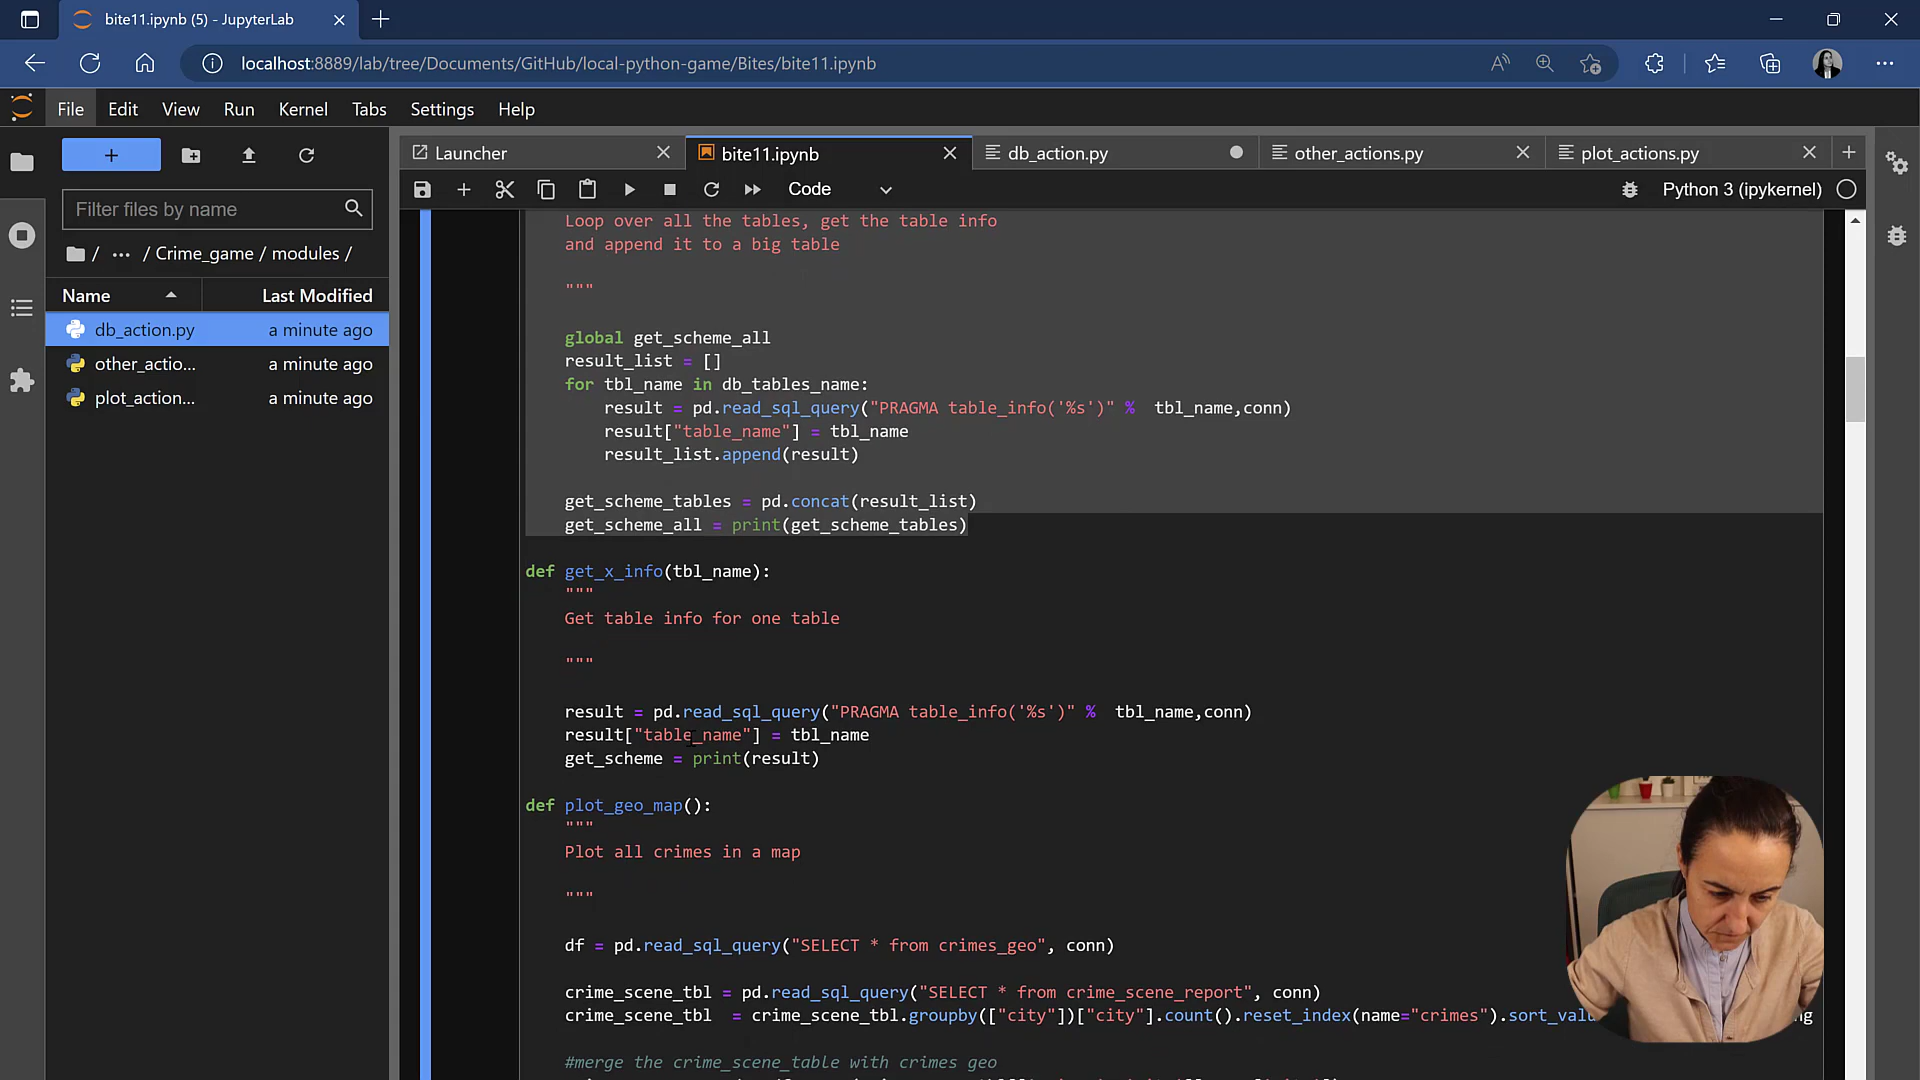 bite11.ipynb (5) - JupyterLab
localhost:8889/lab/tree/Documents/GitHub/local-python-game/Bites/bite11.ipynb
File Edit View Run Kernel Tabs Settings Help
Launcher
bite11.ipynb
db_action.py
other_actions.py
plot_actions.py
Code
Python 3 (ipykernel)
Filter files by name
/ ... / Crime_game / modules /
Name Last Modified
db_action.py a minute ago
other_actio... a minute ago
plot_action... a minute ago
Loop over all the tables, get the table info
and append it to a big table
"""
global get_scheme_all
result_list = []
for tbl_name in db_tables_name:
result = pd.read_sql_query("PRAGMA table_info('%s')" %  tbl_name,conn)
result["table_name"] = tbl_name
result_list.append(result)
get_scheme_tables = pd.concat(result_list)
get_scheme_all = print(get_scheme_tables)
def get_x_info(tbl_name):
"""
Get table info for one table
"""
result = pd.read_sql_query("PRAGMA table_info('%s')" %  tbl_name,conn)
result["table_name"] = tbl_name
get_scheme = print(result)
def plot_geo_map():
"""
Plot all crimes in a map
"""
df = pd.read_sql_query("SELECT * from crimes_geo", conn)
crime_scene_tbl = pd.read_sql_query("SELECT * from crime_scene_report", conn)
crime_scene_tbl  = crime_scene_tbl.groupby(["city"])["city"].count().reset_index(name="crimes").sort_valu
#merge the crime_scene_table with crimes geo